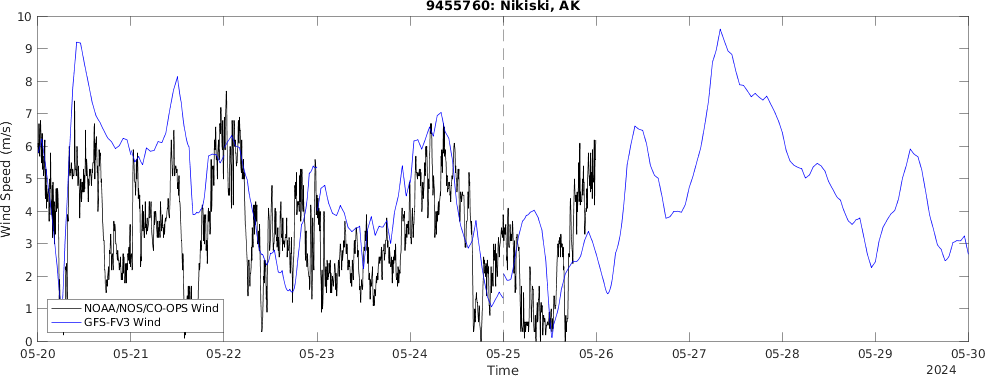 9455760: Nikiski, AK
Wind Speed (m/s)
10
9
8
7
6
5
4
3
2
1
0
NOAA/NOS/CO-OPS Wind
GFS-FV3 Wind
05-20 05-21 05-22 05-23 05-24 05-25 05-26 05-27 05-28 05-29 05-30
Time
2024